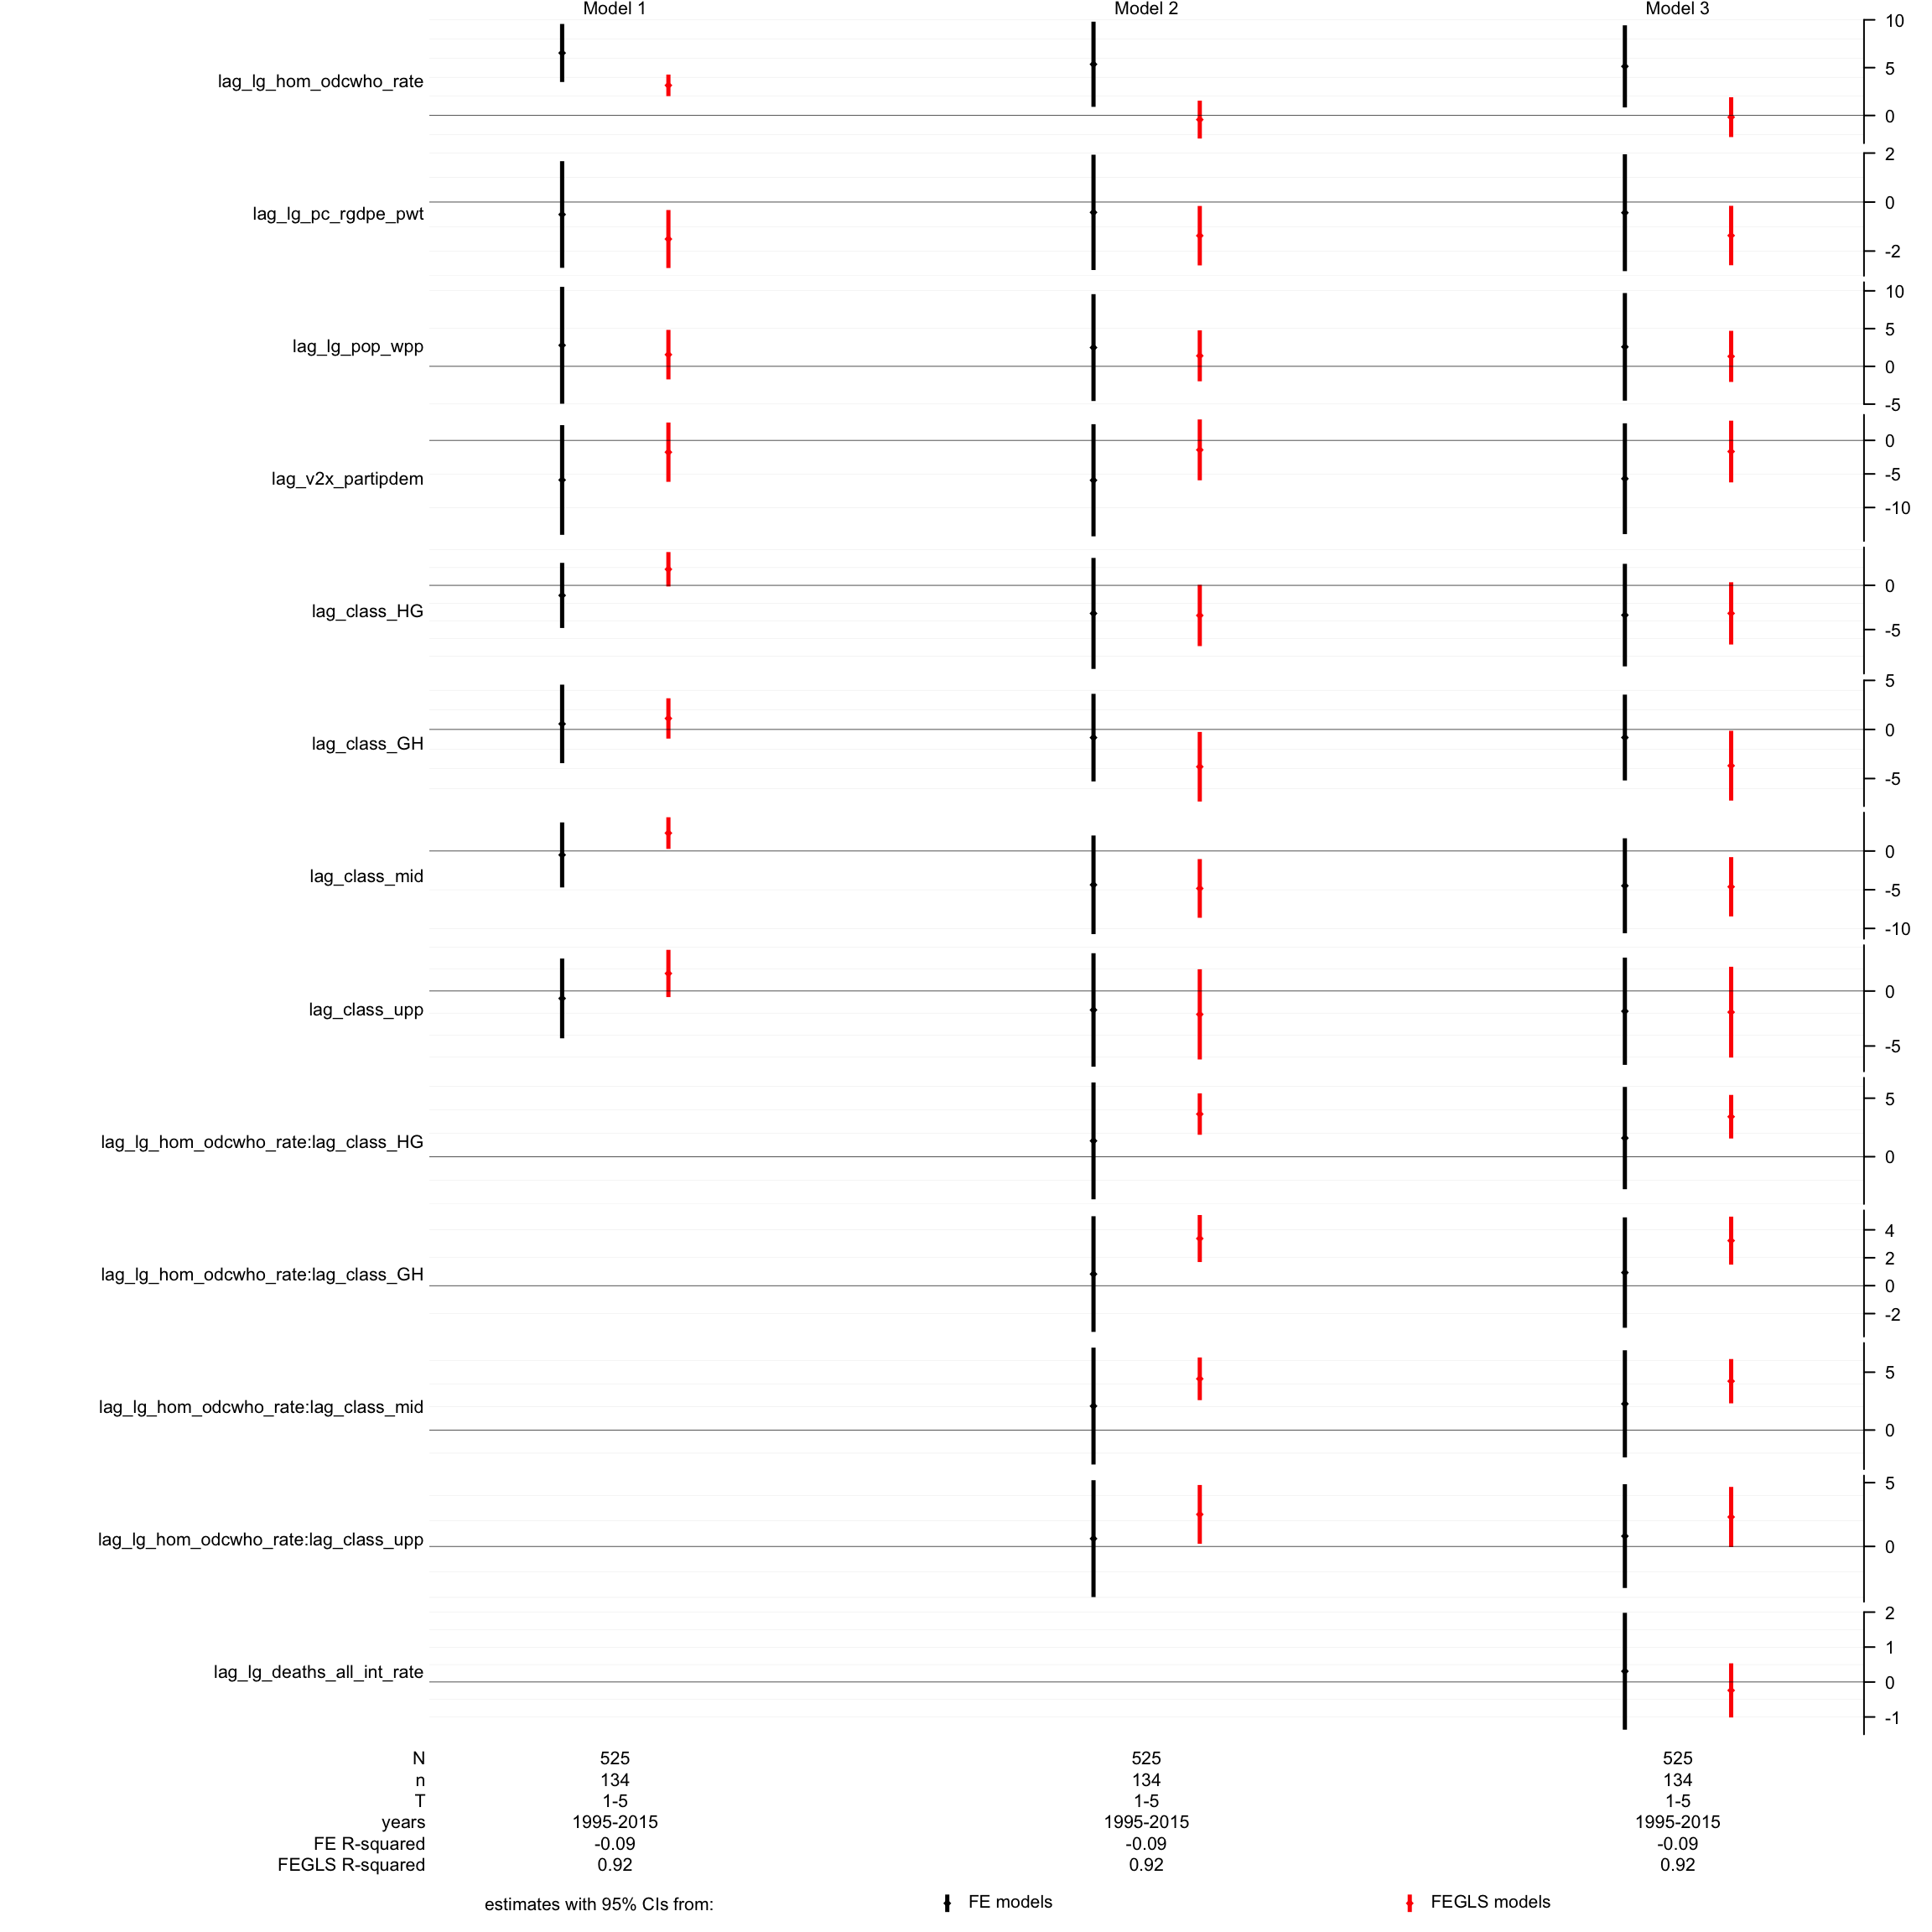 Model 1 Model 2 Model 3
lag_lg_hom_odcwho_rate
10
5
0
lag_lg_pc_rgdpe_pwt
2
0
-2
lag_lg_pop_wpp
10
5
0
-5
lag_v2x_partipdem
0
-5
-10
lag_class_HG
0
-5
lag_class_GH
5
0
-5
lag_class_mid
0
-5
-10
lag_class_upp
0
-5
lag_lg_hom_odcwho_rate:lag_class_HG
5
0
lag_lg_hom_odcwho_rate:lag_class_GH
4
2
0
-2
lag_lg_hom_odcwho_rate:lag_class_mid
5
0
lag_lg_hom_odcwho_rate:lag_class_upp
5
0
lag_lg_deaths_all_int_rate
2
1
0
-1
N 525 525 525
n 134 134 134
T 1-5 1-5 1-5
years 1995-2015 1995-2015 1995-2015
FE R-squared -0.09 -0.09 -0.09
FEGLS R-squared 0.92 0.92 0.92
estimates with 95% CIs from: FE models FEGLS models